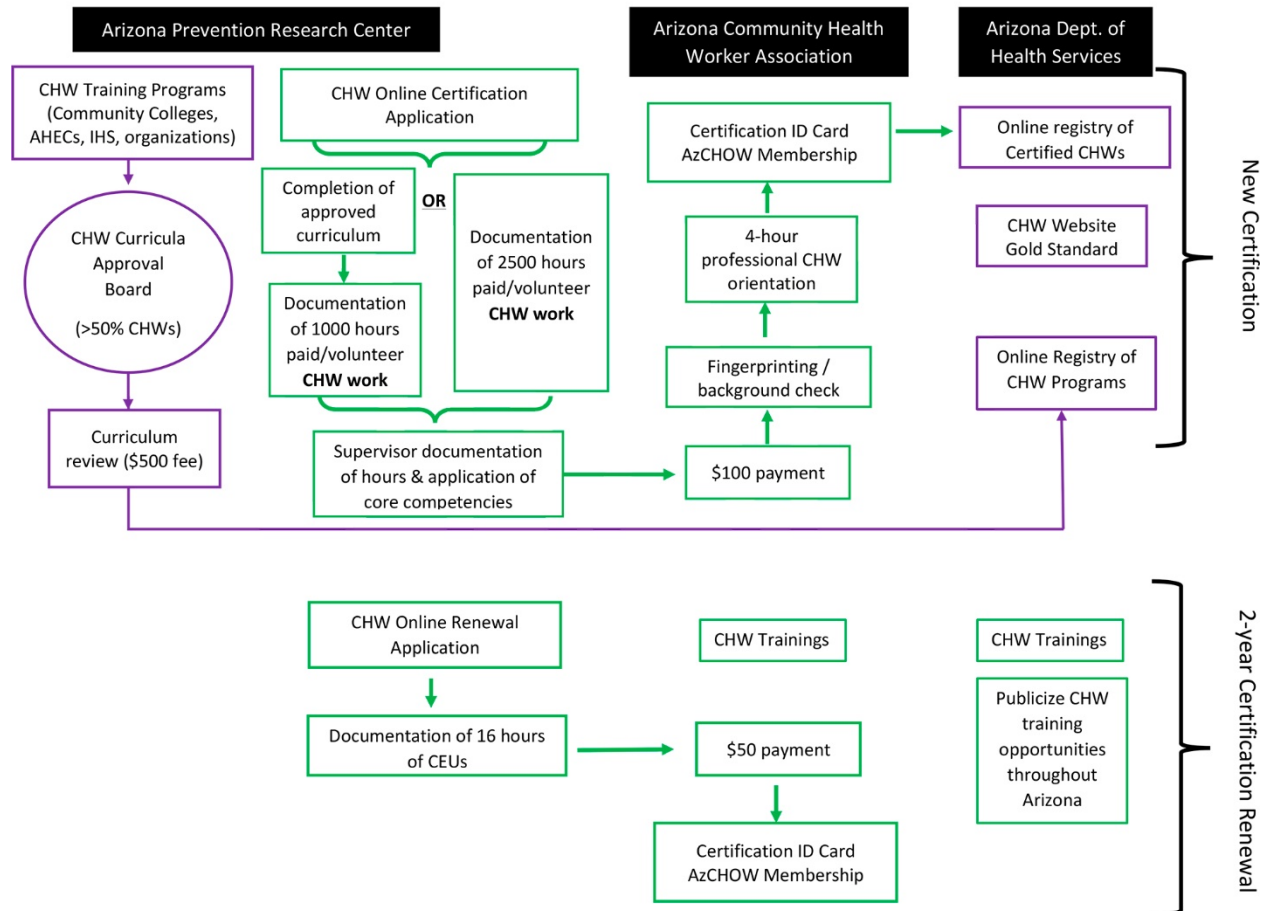 Arizona Prevention Research Center
Arizona Community Health
Worker Association
Arizona Dept. of
Health Services
CHW Training Programs
(Community Colleges,
AHECs, IHS, organizations)
CHW Curricula
Approval
Board
(>50% CHWs)
Curriculum
review ($500 fee)
CHW Online Certification
Application
Completion of
approved
curriculum
OR
Documentation
of 1000 hours
paid/volunteer
CHW work
Documentation
of 2500 hours
paid/volunteer
CHW work
Supervisor documentation
of hours & application of
core competencies
Certification ID Card
AzCHOW Membership
4-hour
professional CHW
orientation
Fingerprinting /
background check
$100 payment
Online registry of
Certified CHWs
CHW Website
Gold Standard
Online Registry of
CHW Programs
New Certification
CHW Online Renewal
Application
Documentation of 16 hours
of CEUs
CHW Trainings
$50 payment
Certification ID Card
AzCHOW Membership
CHW Trainings
Publicize CHW
training
opportunities
throughout
Arizona
2-year Certification Renewal